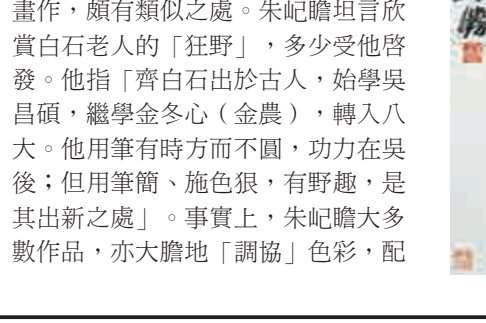 畫作，頗有類似之處。朱屺瞻坦言欣
賞白石老人的「狂野」，多少受他啓
發。他指「齊白石出於古人，始學吳
昌碩，繼學金冬心（金農），轉入八
大。他用筆有時方而不圓，功力在吳
後；但用筆簡、施色狠，有野趣，是
其出新之處」。事實上，朱屺瞻大多
數作品，亦大膽地「調協」色彩，配